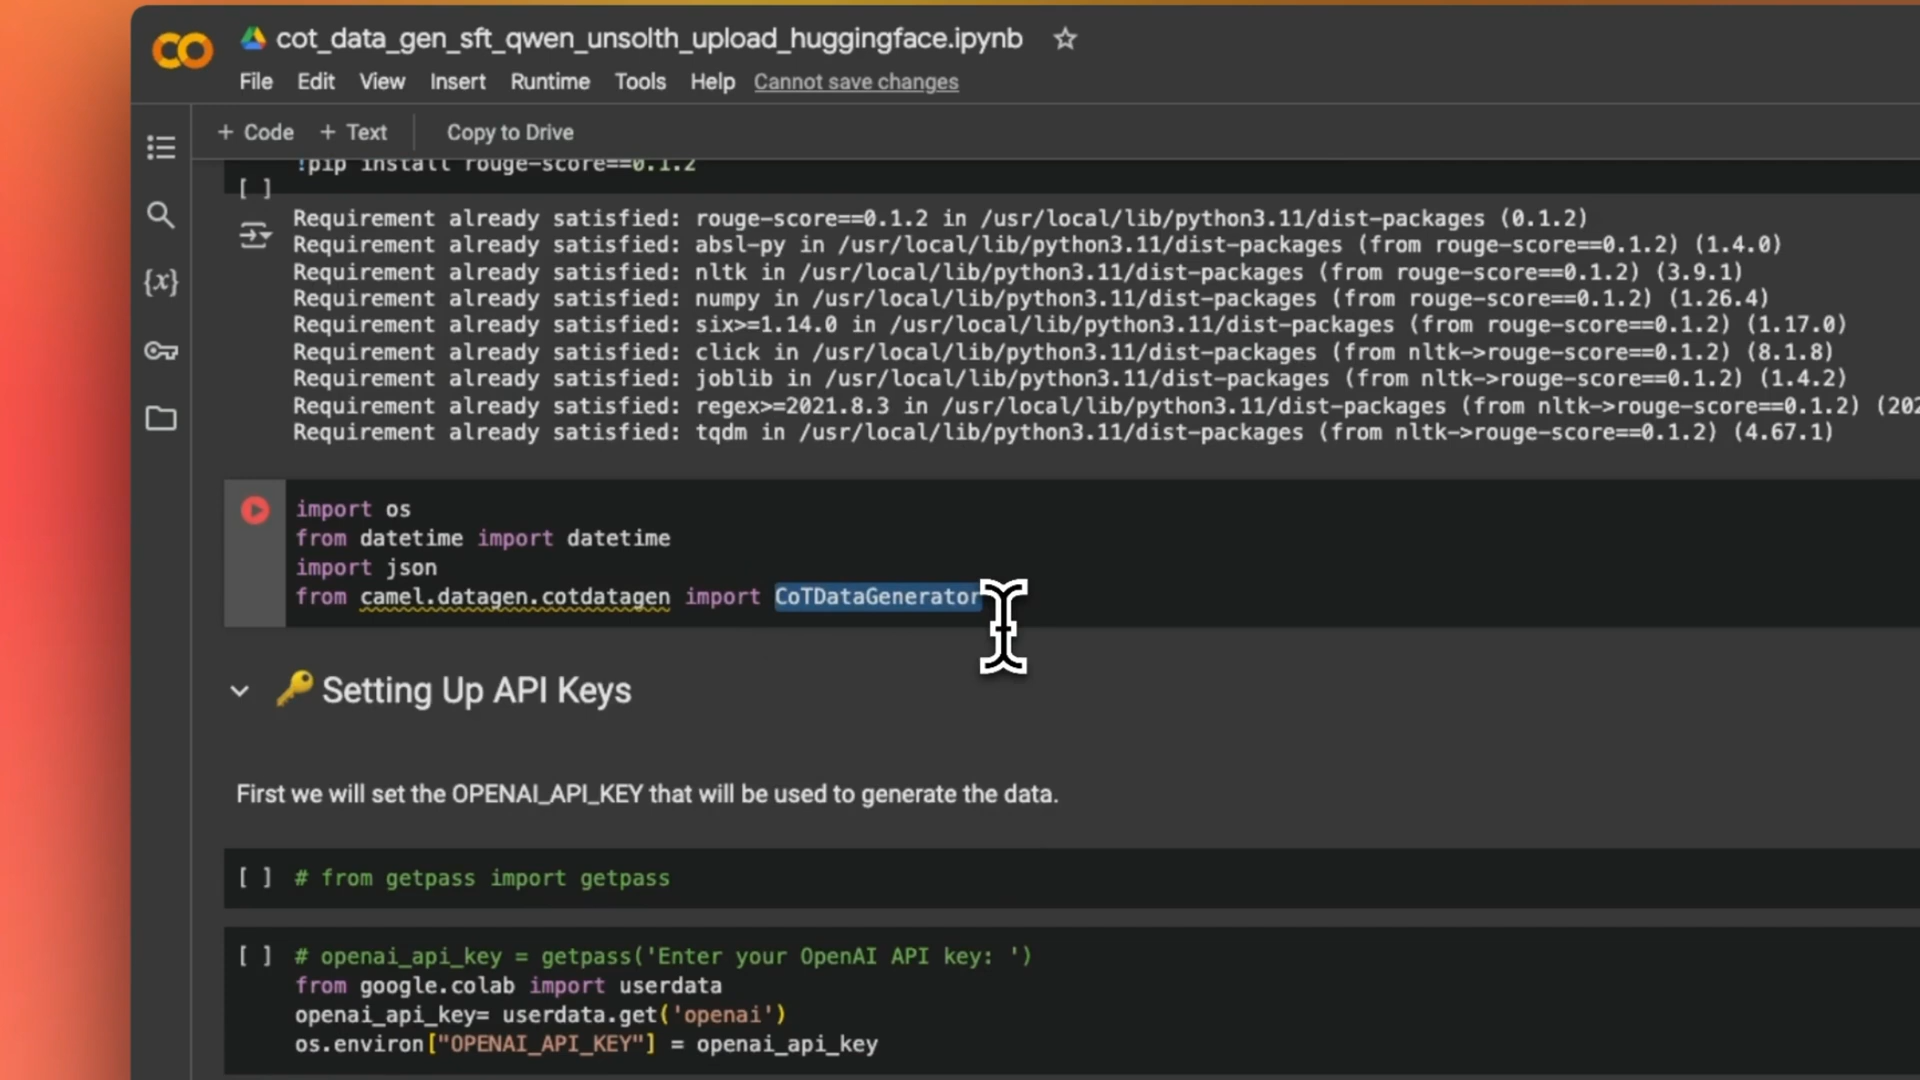 cot_data_gen_sft_qwen_unsolth_upload_huggingface.ipynb
File Edit View Insert Runtime Tools Help Cannot save changes
+ Code + Text Copy to Drive
!pip install rouge-score==0.1.2
[ ]
Requirement already satisfied: rouge-score==0.1.2 in /usr/local/lib/python3.11/dist-packages (0.1.2)
Requirement already satisfied: absl-py in /usr/local/lib/python3.11/dist-packages (from rouge-score==0.1.2) (1.4.0)
Requirement already satisfied: nltk in /usr/local/lib/python3.11/dist-packages (from rouge-score==0.1.2) (3.9.1)
Requirement already satisfied: numpy in /usr/local/lib/python3.11/dist-packages (from rouge-score==0.1.2) (1.26.4)
Requirement already satisfied: six>=1.14.0 in /usr/local/lib/python3.11/dist-packages (from rouge-score==0.1.2) (1.17.0)
Requirement already satisfied: click in /usr/local/lib/python3.11/dist-packages (from nltk->rouge-score==0.1.2) (8.1.8)
Requirement already satisfied: joblib in /usr/local/lib/python3.11/dist-packages (from nltk->rouge-score==0.1.2) (1.4.2)
Requirement already satisfied: regex>=2021.8.3 in /usr/local/lib/python3.11/dist-packages (from nltk->rouge-score==0.1.2)
Requirement already satisfied: tqdm in /usr/local/lib/python3.11/dist-packages (from nltk->rouge-score==0.1.2) (4.67.1)
import os
from datetime import datetime
import json
from camel.datagen.cotdatagen import CoTDataGenerator
🔑 Setting Up API Keys
First we will set the OPENAI_API_KEY that will be used to generate the data.
[ ] # from getpass import getpass
[ ] # openai_api_key = getpass('Enter your OpenAI API key: ')
from google.colab import userdata
openai_api_key= userdata.get('openai')
os.environ["OPENAI_API_KEY"] = openai_api_key